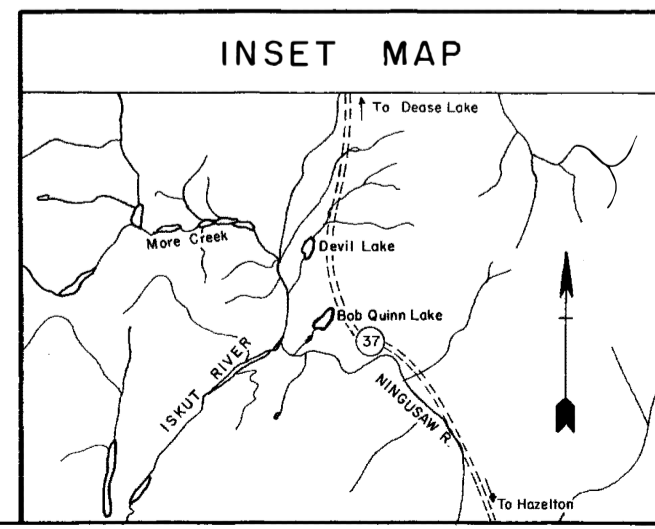 INSET MAP
To Dease Lake
More Creek
Devil Lake
Bob Quinn Lake
37
ISKUT RIVER
NINGUSAW R.
To Hazelton